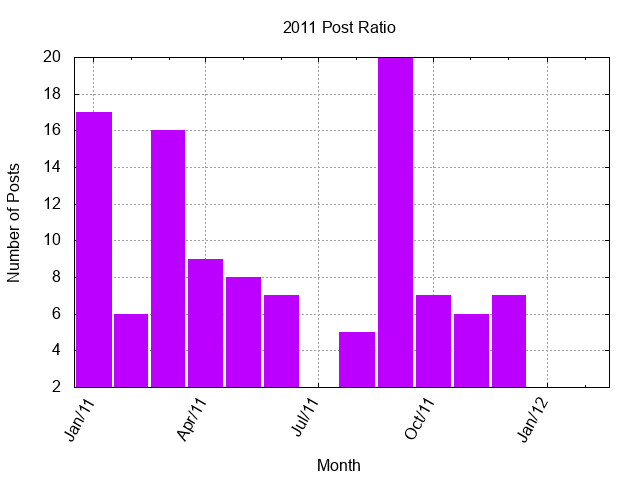 2011 Post Ratio
20
18
16
14
12
10
8
6
4
2
Number of Posts
Jan/11
Apr/11
Jul/11
Oct/11
Jan/12
Month